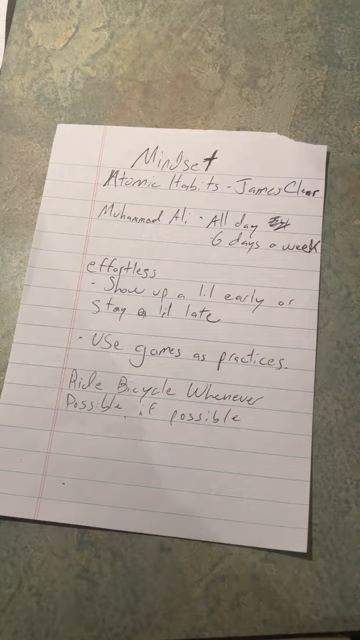 Mindset
Atomic Habits - James Clear
Muhammad Ali - All day
6 days a week
effortless
· Show up a lil early or
stay a lil late
· Use games as practices.
Ride Bicycle Whenever
Possible if possible